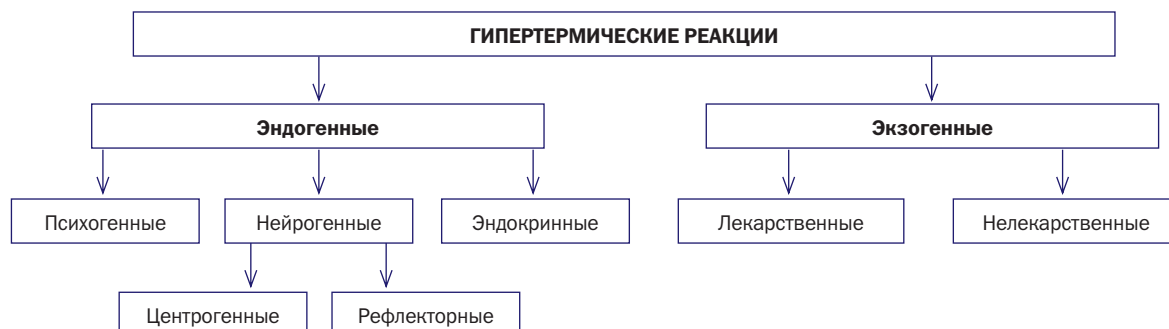 ГИПЕРТЕРМИЧЕСКИЕ РЕАКЦИИ
Эндогенные
Экзогенные
Психогенные
Нейрогенные
Эндокринные
Лекарственные
Нелекарственные
Центрогенные
Рефлекторные